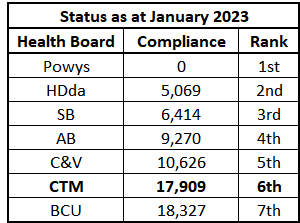 Status as at January 2023
Health Board Compliance Rank
Powys 0 1st
HDda 5,069 2nd
SB 6,414 3rd
AB 9,270 4th
C&V 10,626 5th
CTM 17,909 6th
BCU 18,327 7th